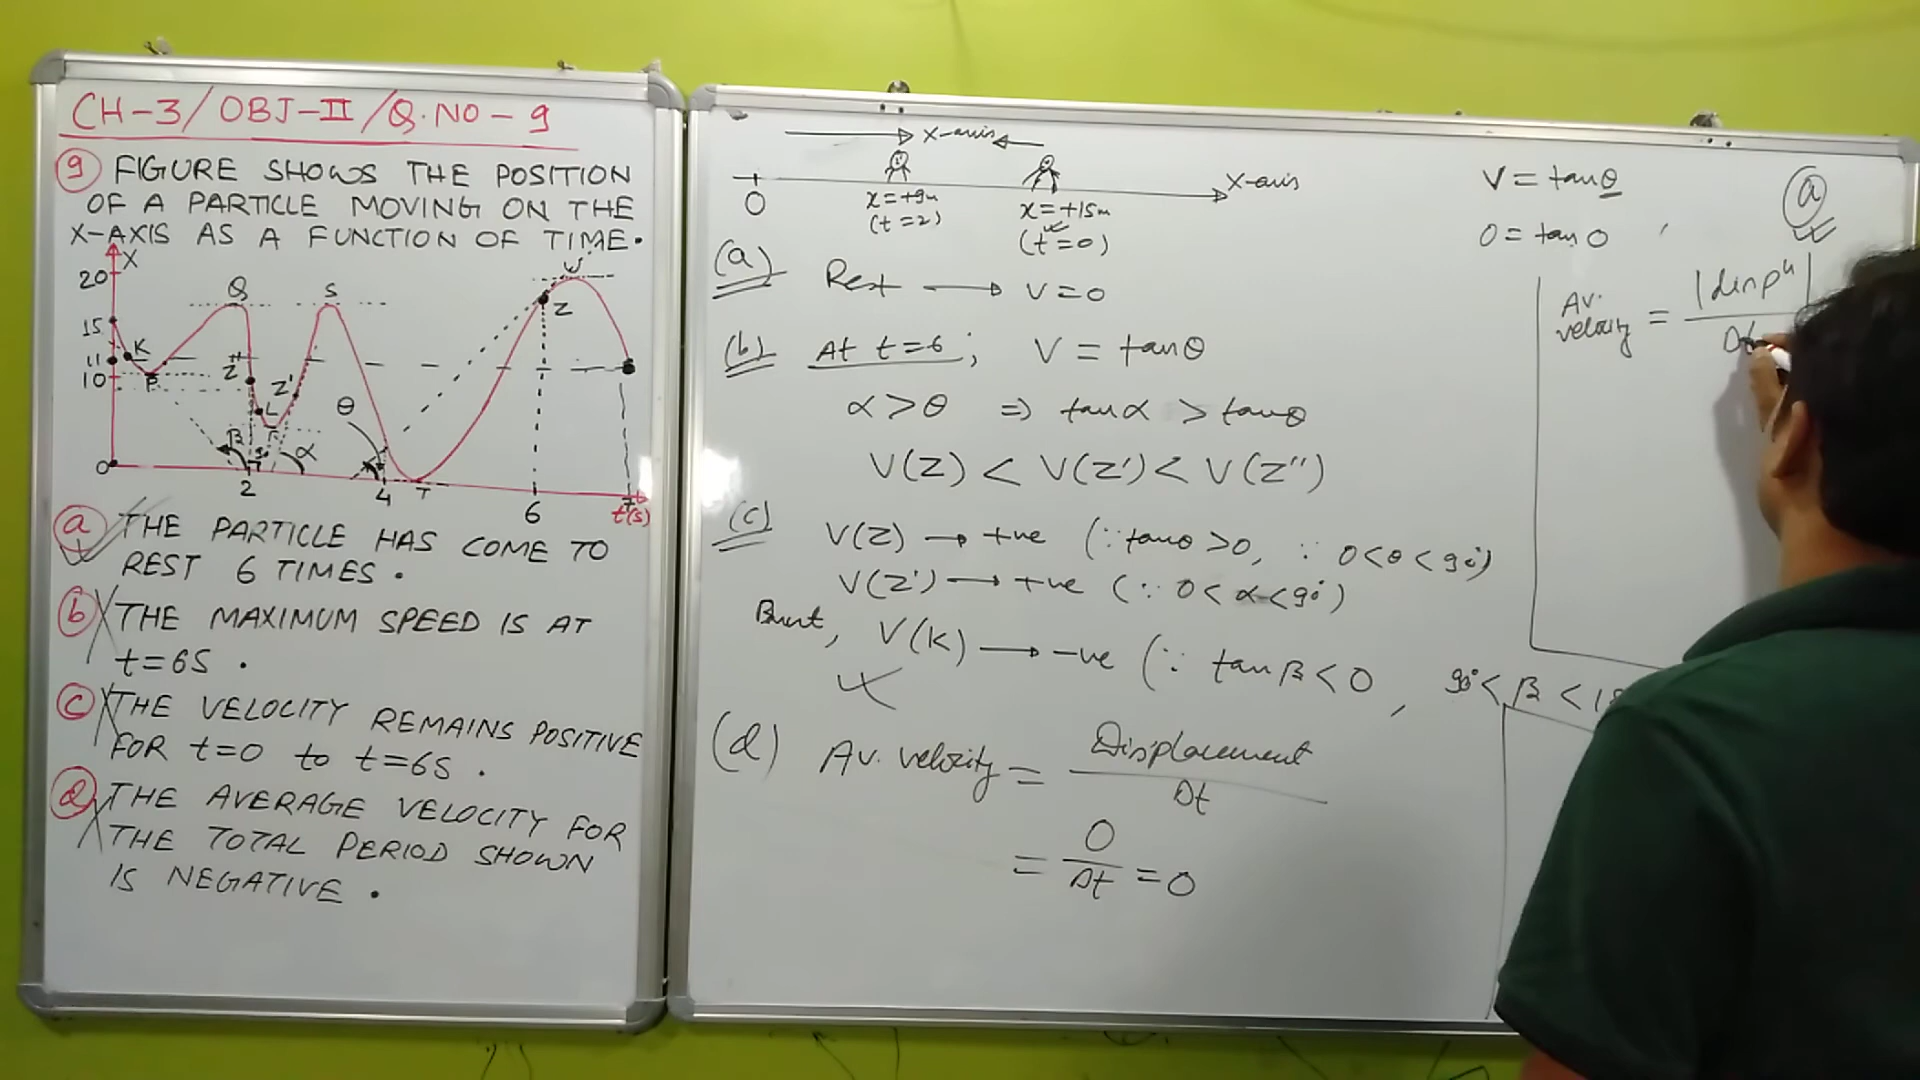 CH-3/OBJ-II/Q.NO-9
9 FIGURE SHOWS THE POSITION
OF A PARTICLE MOVING ON THE
X-AXIS AS A FUNCTION OF TIME.
X
20
15
11
10
0
K
P
Q
Z"
L
Z'
S
β
α
θ
T
Z
U
2
4
6
7
t(s)
a THE PARTICLE HAS COME TO
REST 6 TIMES.
b THE MAXIMUM SPEED IS AT
t=6S.
c THE VELOCITY REMAINS POSITIVE
FOR t=0 to t=6S.
d THE AVERAGE VELOCITY FOR
THE TOTAL PERIOD SHOWN
IS NEGATIVE.
X-axis
X-axis
0
x=+9m
(t=2)
x=+15m
(t=0)
(a) Rest → v=0
(b) At t=6; V = tanθ
α>θ => tanα > tanθ
V(Z) < V(Z') < V(Z")
(c) V(Z) → +ve (∵ tanθ>0, ∵ 0<θ<90°)
V(Z') → +ve (∵ 0<α<90°)
But, V(K) → -ve (∵ tanβ<0, 90°<β<18
(d) Av. velocity = Displacement
Δt
= 0
Δt = 0
V = tanθ
0 = tan 0
a
Av. velocity = |disp
Δt